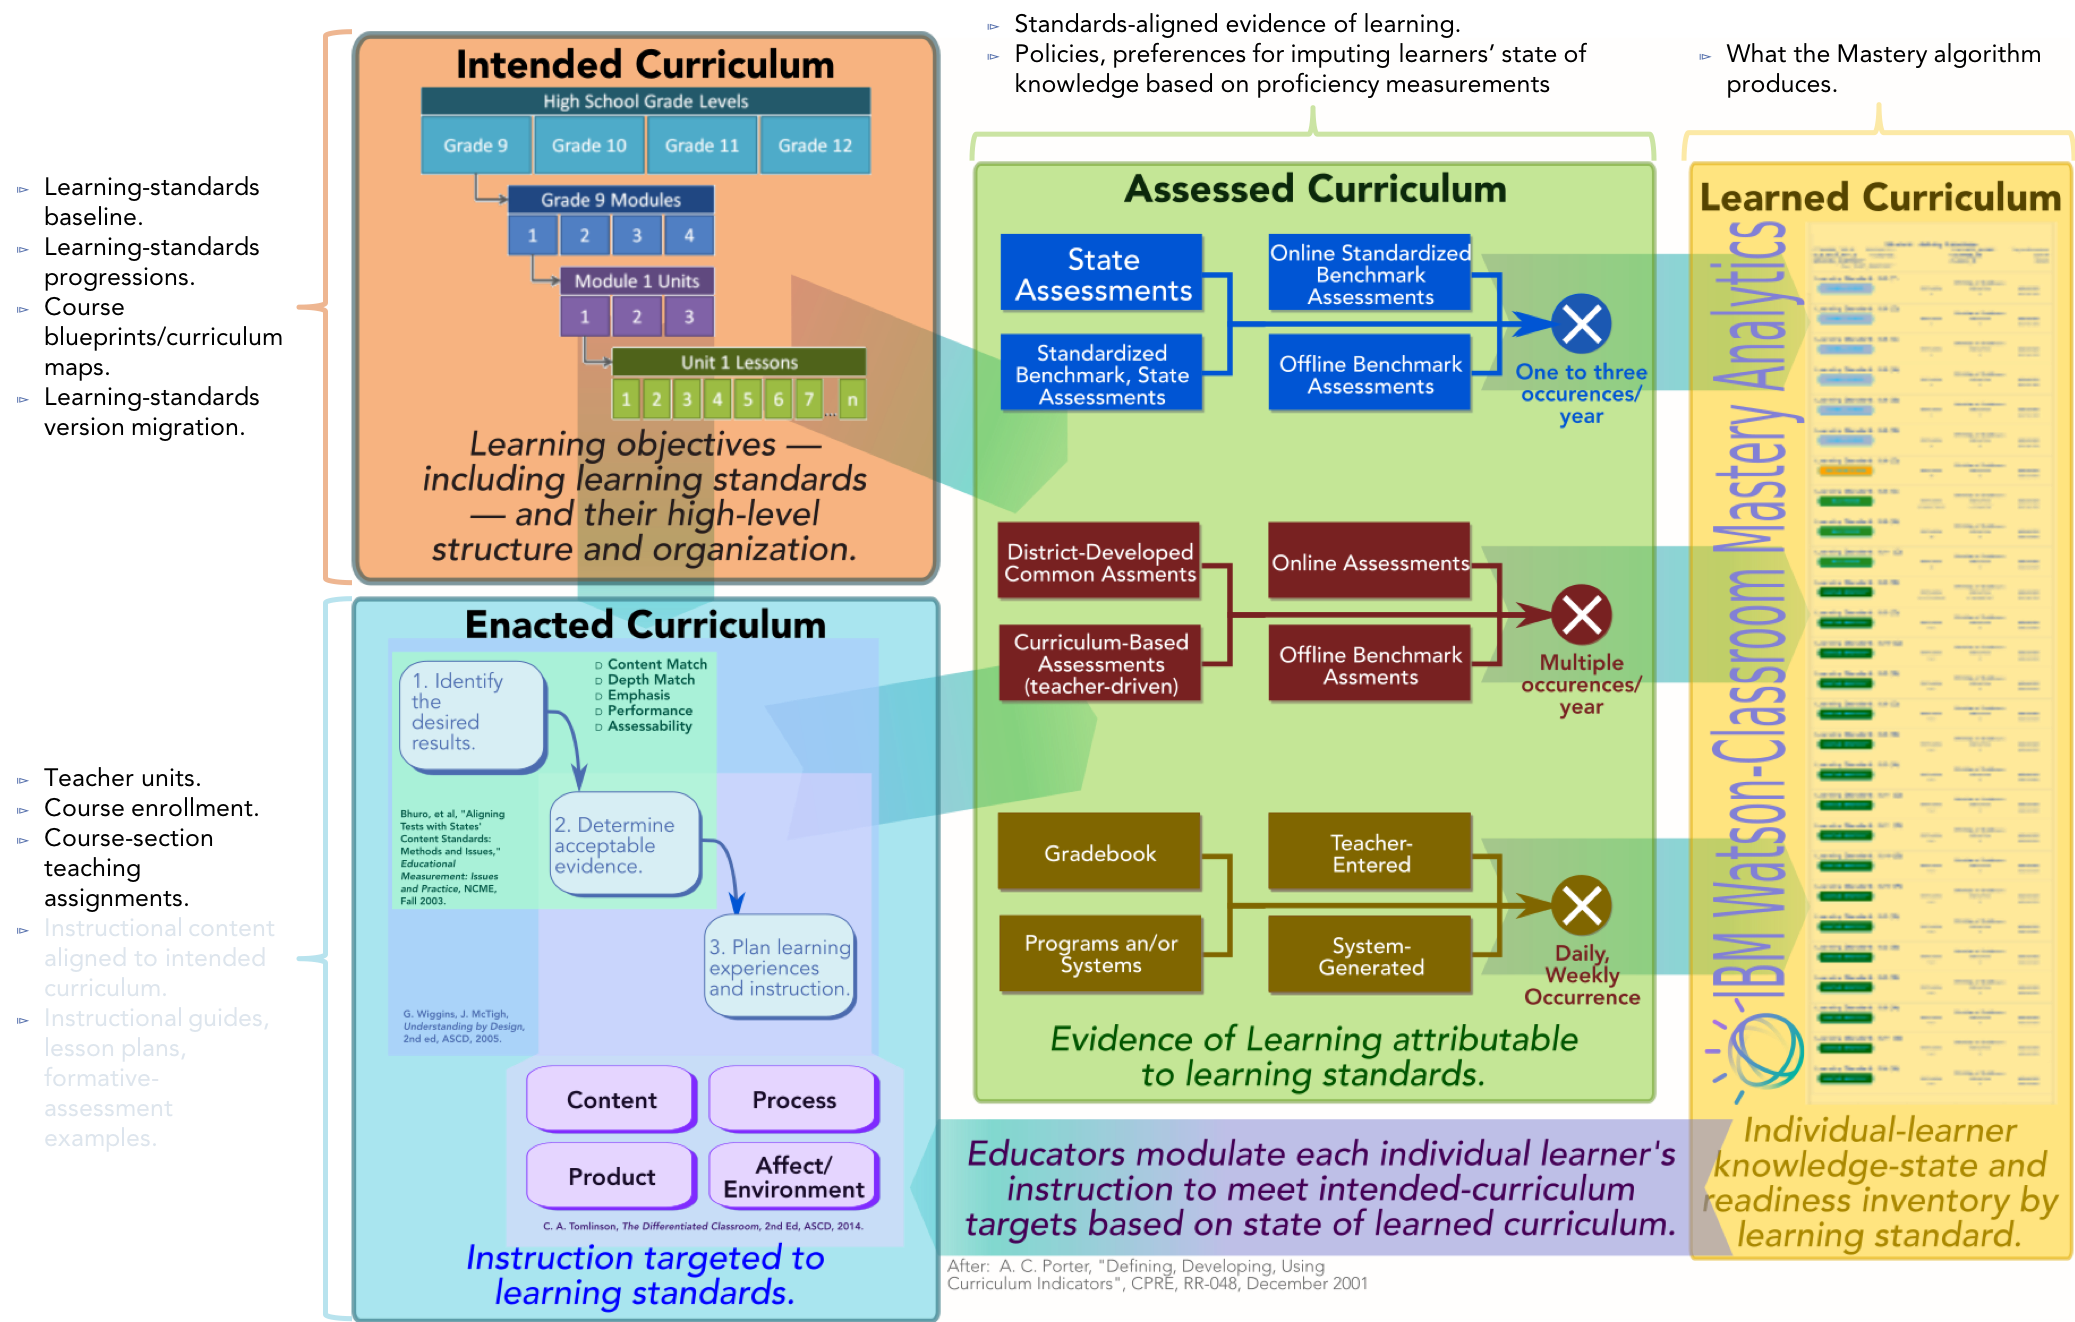 Standards-aligned evidence of learning.
Policies, preferences for imputing learners’ state of
knowledge based on proficiency measurements
What the Mastery algorithm
produces.
Learning-standards
baseline.
Learning-standards
progressions.
Course
blueprints/curriculum
maps.
Learning-standards
version migration.
Intended Curriculum
High School Grade Levels
Grade 9 Grade 10 Grade 11 Grade 12
Grade 9 Modules
1 2 3 4
Module 1 Units
1 2 3
Unit 1 Lessons
1 2 3 4 5 6 7 ... n
Learning objectives —
including learning standards
— and their high-level
structure and organization.
Teacher units.
Course enrollment.
Course-section
teaching
assignments.
Instructional content
aligned to intended
curriculum.
Instructional guides,
lesson plans,
formative-
assessment
examples.
Enacted Curriculum
1. Identify
the
desired
results.
Content Match
Depth Match
Emphasis
Performance
Assessability
Bhuro, et al, "Aligning
Tests with States'
Content Standards:
Methods and Issues,"
Educational
Measurement: Issues
and Practice, NCME,
Fall 2003.
2. Determine
acceptable
evidence.
3. Plan learning
experiences
and instruction.
G. Wiggins, J. McTigh,
Understanding by Design,
2nd ed, ASCD, 2005.
Content
Process
Product
Affect/
Environment
C. A. Tomlinson, The Differentiated Classroom, 2nd Ed, ASCD, 2014.
Instruction targeted to
learning standards.
Assessed Curriculum
State
Assessments
Online Standardized
Benchmark
Assessments
Standardized
Benchmark, State
Assessments
Offline Benchmark
Assessments
One to three
occurences/
year
District-Developed
Common Assments
Online Assessments
Curriculum-Based
Assessments
(teacher-driven)
Offline Benchmark
Assments
Multiple
occurences/
year
Gradebook
Teacher-
Entered
Programs an/or
Systems
System-
Generated
Daily,
Weekly
Occurrence
Evidence of Learning attributable
to learning standards.
Learned Curriculum
IBM Watson-Classroom Mastery Analytics
Individual-learner
knowledge-state and
readiness inventory by
learning standard.
Educators modulate each individual learner's
instruction to meet intended-curriculum
targets based on state of learned curriculum.
After: A. C. Porter, "Defining, Developing, Using
Curriculum Indicators", CPRE, RR-048, December 2001